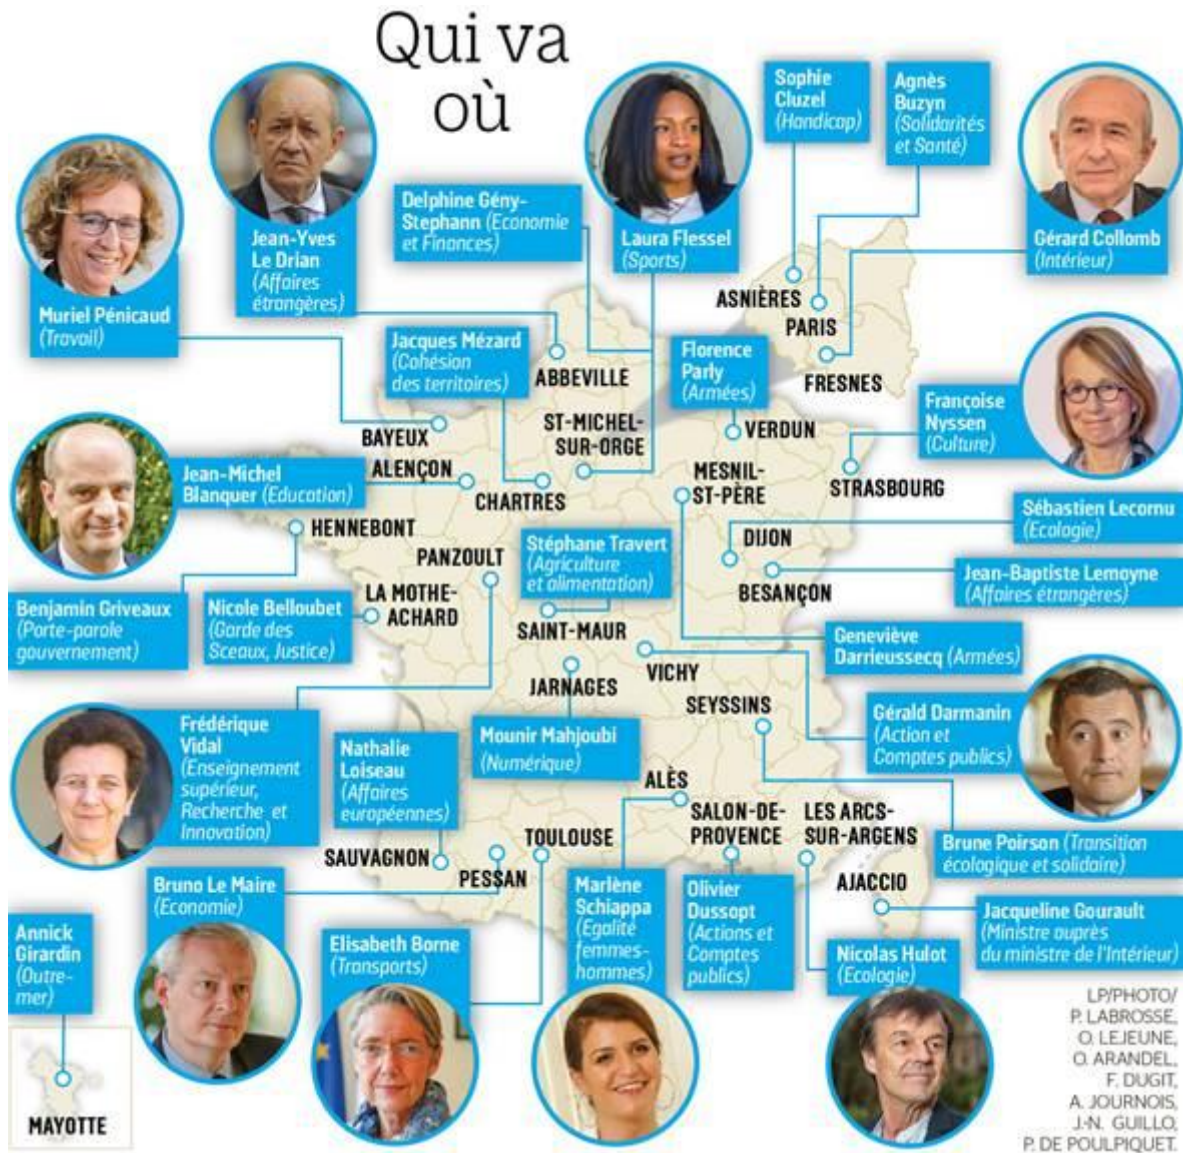 Qui va
où
Sophie
Cluzel
(Handicap)
Agnès
Buzyn
(Solidarités
et Santé)
Delphine Gény-
Stephann (Economie
et Finances)
Jean-Yves
Le Drian
(Affaires
étrangères)
Laura Flessel
(Sports)
Gérard Collomb
(Intérieur)
Muriel Pénicaud
(Travail)
ASNIÈRES
PARIS
FRESNES
Jacques Mézard
(Cohésion
des territoires)
ABBEVILLE
Florence
Parly
(Armées)
Françoise
Nyssen
(Culture)
BAYEUX
ST-MICHEL-
SUR-ORGE
VERDUN
Jean-Michel
Blanquer (Education)
ALENÇON
CHARTRES
MESNIL-
ST-PÈRE
STRASBOURG
Sébastien Lecornu
(Ecologie)
HENNEBONT
PANZOULT
Stéphane Travert
(Agriculture
et alimentation)
DIJON
BESANÇON
Jean-Baptiste Lemoyne
(Affaires étrangères)
Benjamin Griveaux
(Porte-parole
gouvernement)
Nicole Belloubet
(Garde des
Sceaux, Justice)
LA MOTHE-
ACHARD
SAINT-MAUR
Geneviève
Darrieussecq (Armées)
VICHY
JARNAGES
SEYSSINS
Frédérique
Vidal
(Enseignement
supérieur,
Recherche et
Innovation)
Nathalie
Loiseau
(Affaires
européennes)
Mounir Mahjoubi
(Numérique)
Gérald Darmanin
(Action et
Comptes publics)
ALÈS
SALON-DE-
PROVENCE
LES ARCS-
SUR-ARGENS
TOULOUSE
SAUVAGNON
PESSAN
Brune Poirson (Transition
écologique et solidaire)
AJACCIO
Bruno Le Maire
(Economie)
Marlène
Schiappa
(Egalité
femmes-
hommes)
Olivier
Dussopt
(Actions et
Comptes
publics)
Jacqueline Gourault
(Ministre auprès
du ministre de l'Intérieur)
Annick
Girardin
(Outre-
mer)
Elisabeth Borne
(Transports)
Nicolas Hulot
(Ecologie)
MAYOTTE
LP/PHOTO/
P. LABROSSE,
O. LEJEUNE,
O. ARANDEL,
F. DUGIT,
A. JOURNOIS,
J.-N. GUILLO,
P. DE POULPIQUET.